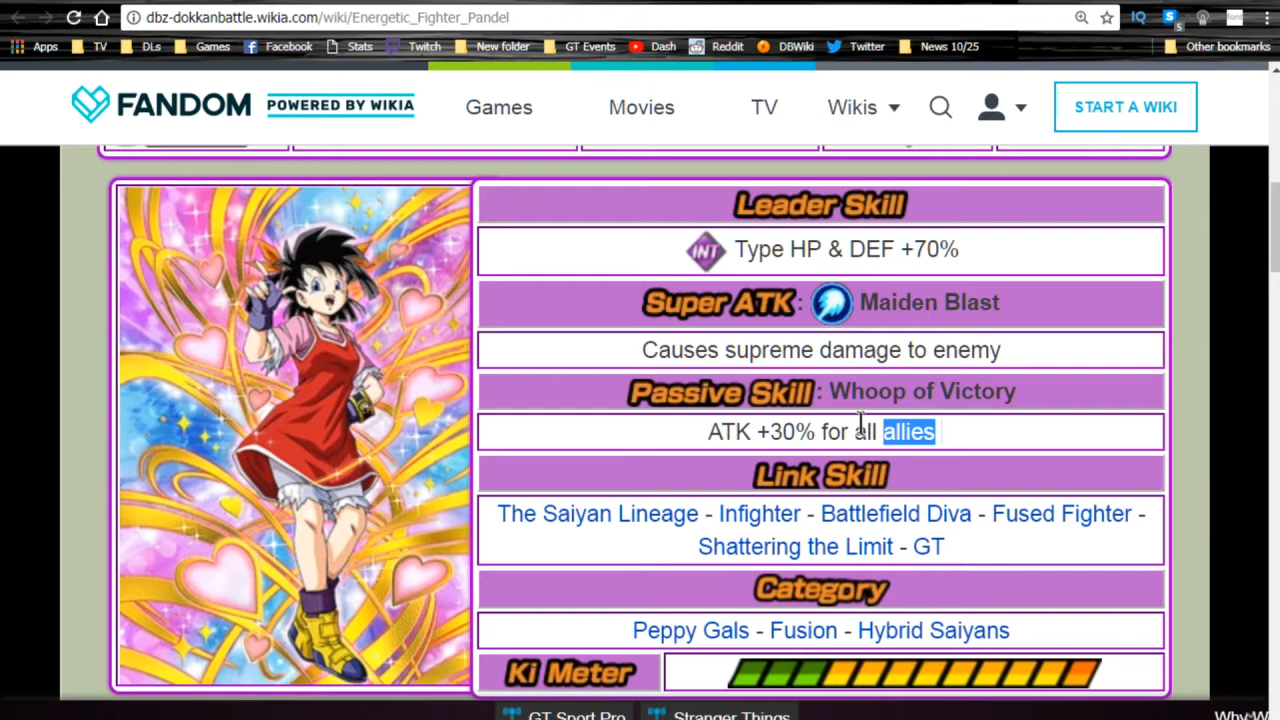 dbz-dokkanbattle.wikia.com/wiki/Energetic_Fighter_Pandel
IQ
S
5
font
Apps
TV
DLs
Games
Facebook
Stats
Twitch
New folder
GT Events
Dash
Reddit
DBWiki
Twitter
News 10/25
Other bookmarks
FANDOM
POWERED BY WIKIA
Games
Movies
TV
Wikis
START A WIKI
Leader Skill
INT Type HP & DEF +70%
Super ATK: Maiden Blast
Causes supreme damage to enemy
Passive Skill: Whoop of Victory
ATK +30% for all allies
Link Skill
The Saiyan Lineage - Infighter - Battlefield Diva - Fused Fighter -
Shattering the Limit - GT
Category
Peppy Gals - Fusion - Hybrid Saiyans
Ki Meter
GT Sport Pro
Stranger Things
Why W